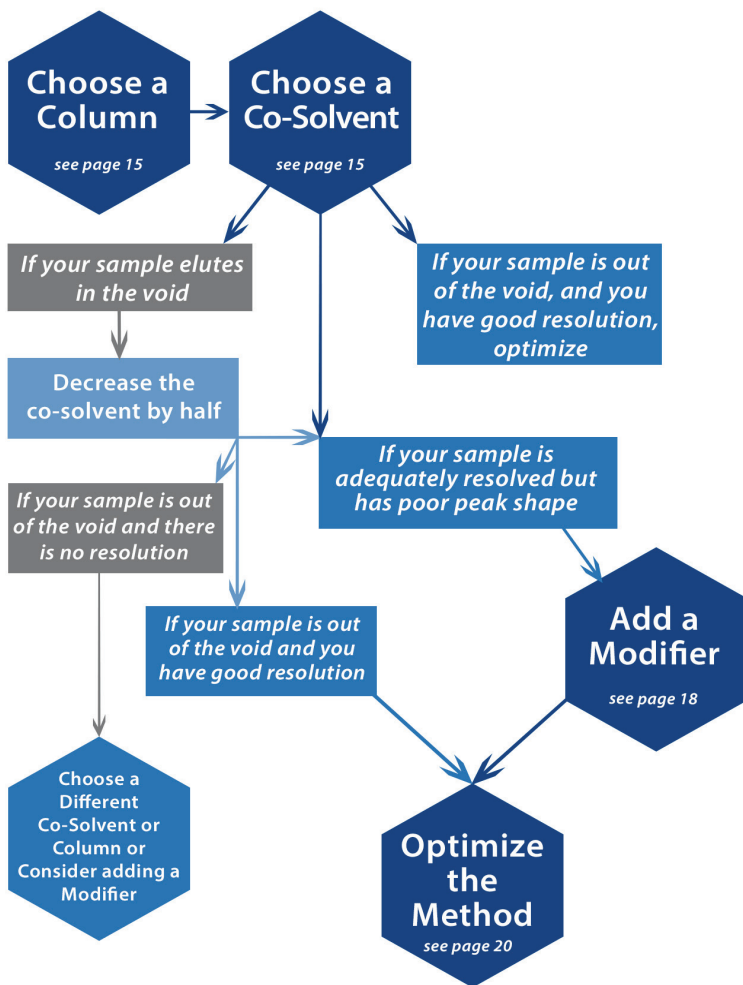 Choose a
Column
see page 15
Choose a
Co-Solvent
see page 15
If your sample elutes
in the void
If your sample is out
of the void, and you
have good resolution,
optimize
Decrease the
co-solvent by half
If your sample is
adequately resolved but
has poor peak shape
If your sample is out
of the void and there
is no resolution
If your sample is out
of the void and you
have good resolution
Add a
Modifier
see page 18
Choose a
Different
Co-Solvent or
Column or
Consider adding a
Modifier
Optimize
the
Method
see page 20